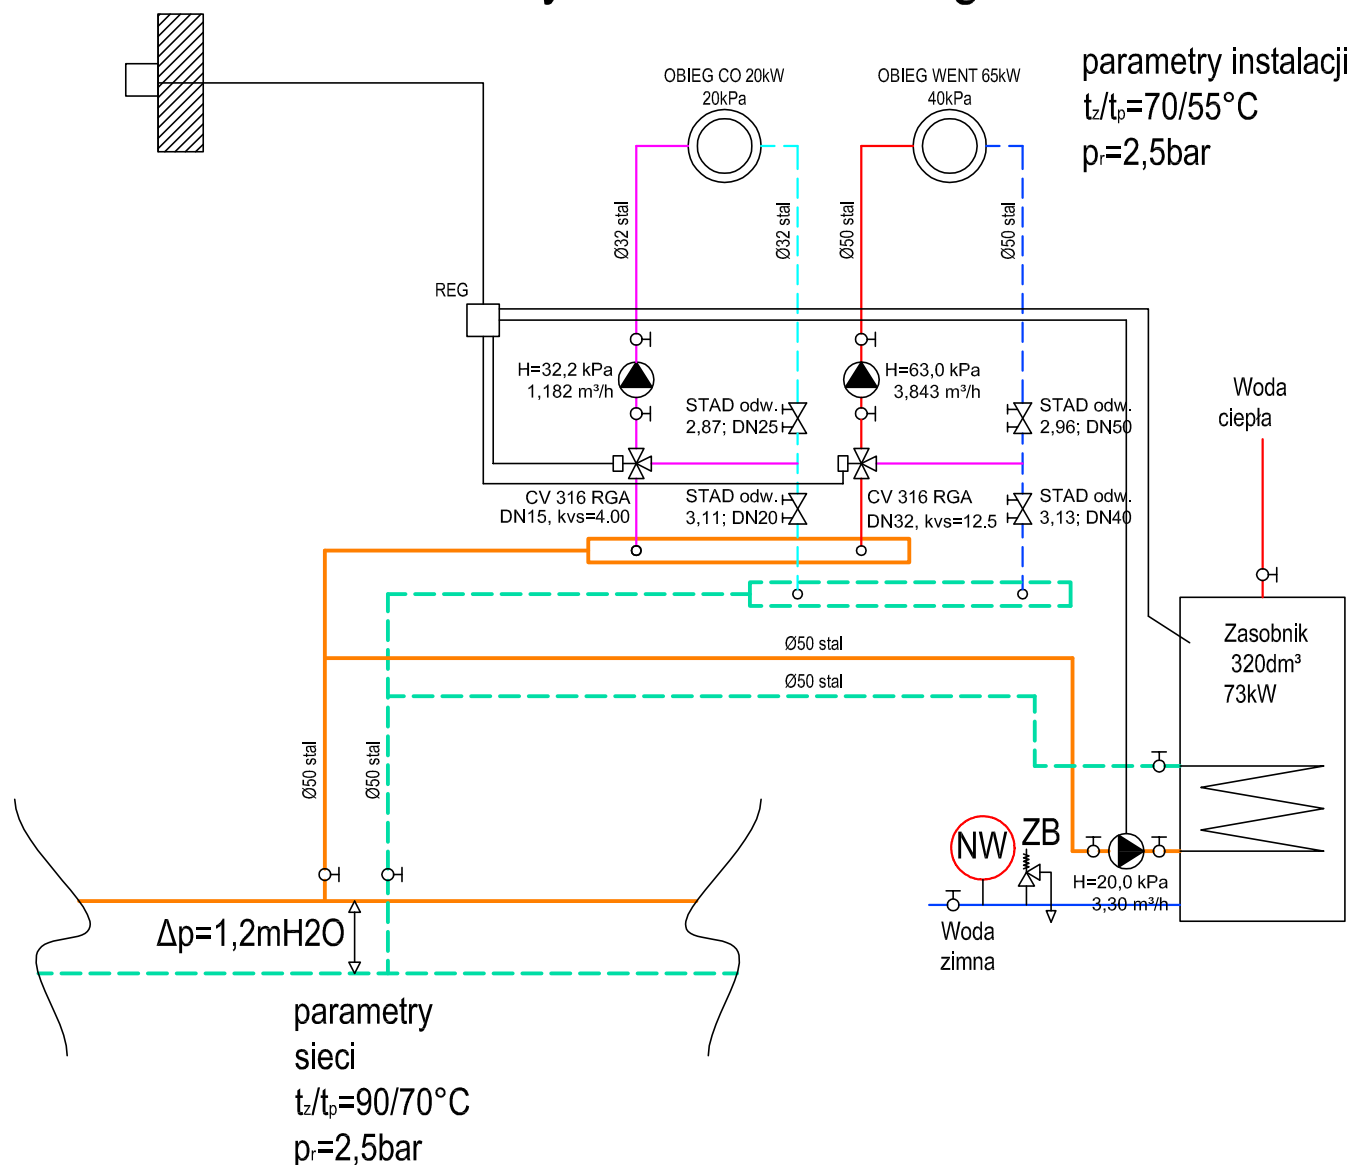 OBIEG CO 20kW
20kPa
OBIEG WENT 65kW
40kPa
parametry instalacji
tz/tp=70/55°C
pr=2,5bar
Ø32 stal
Ø32 stal
Ø50 stal
Ø50 stal
REG
H=32,2 kPa
1,182 m³/h
H=63,0 kPa
3,843 m³/h
STAD odw.
2,87; DN25
STAD odw.
2,96; DN50
Woda
ciepła
CV 316 RGA
DN15, kvs=4.00
STAD odw.
3,11; DN20
CV 316 RGA
DN32, kvs=12.5
STAD odw.
3,13; DN40
Ø50 stal
Ø50 stal
Zasobnik
320dm³
73kW
Ø50 stal
Ø50 stal
NW
ZB
H=20,0 kPa
3,30 m³/h
Woda
zimna
Δp=1,2mH2O
parametry
sieci
tz/tp=90/70°C
pr=2,5bar